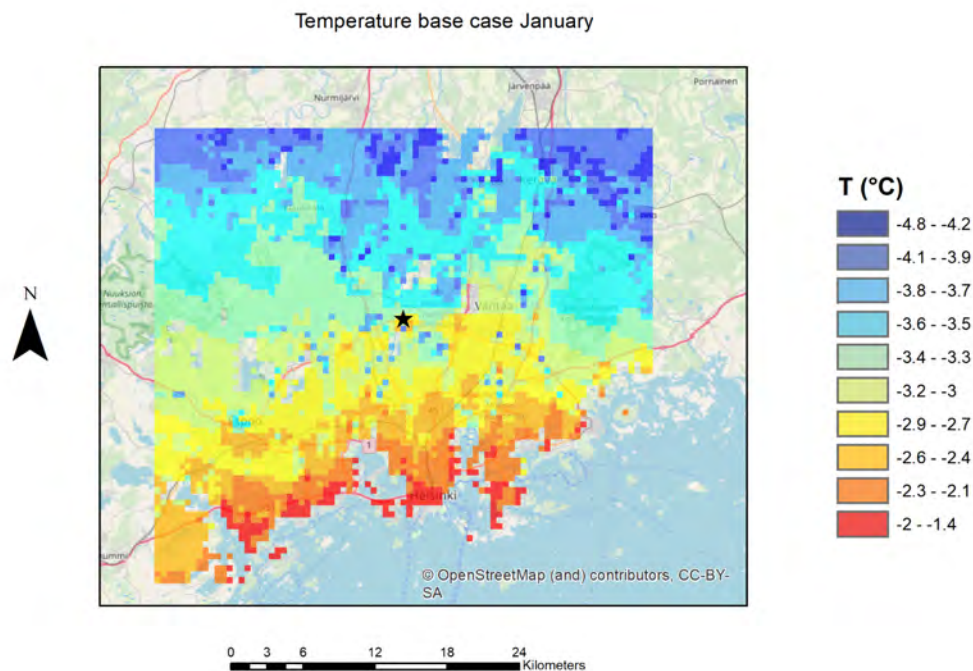 Temperature base case January
Nurmijärvi
Järvenpää
Pornainen
T (°C)
-4.8 - -4.2
-4.1 - -3.9
-3.8 - -3.7
-3.6 - -3.5
-3.4 - -3.3
-3.2 - -3
-2.9 - -2.7
-2.6 - -2.4
-2.3 - -2.1
-2 - -1.4
N
Nuuksion
Vantaa
1
Helsinki
ummi
© OpenStreetMap (and) contributors, CC-BY-
SA
0 3 6 12 18 24
Kilometers